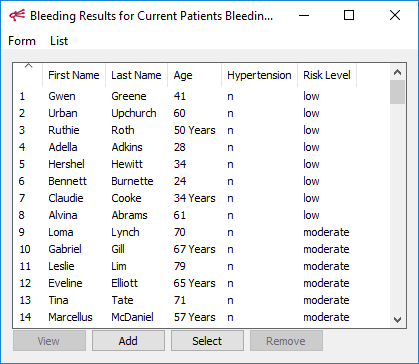 Bleeding Results for Current Patients Bleedin...
Form List
First Name Last Name Age Hypertension Risk Level
1 Gwen Greene 41 n low
2 Urban Upchurch 60 n low
3 Ruthie Roth 50 Years n low
4 Adella Adkins 28 n low
5 Hershel Hewitt 34 n low
6 Bennett Burnette 24 n low
7 Claudie Cooke 34 Years n low
8 Alvina Abrams 61 n low
9 Loma Lynch 70 n moderate
10 Gabriel Gill 67 Years n moderate
11 Leslie Lim 79 n moderate
12 Eveline Elliott 65 Years n moderate
13 Tina Tate 71 n moderate
14 Marcellus McDaniel 57 Years n moderate
View Add Select Remove